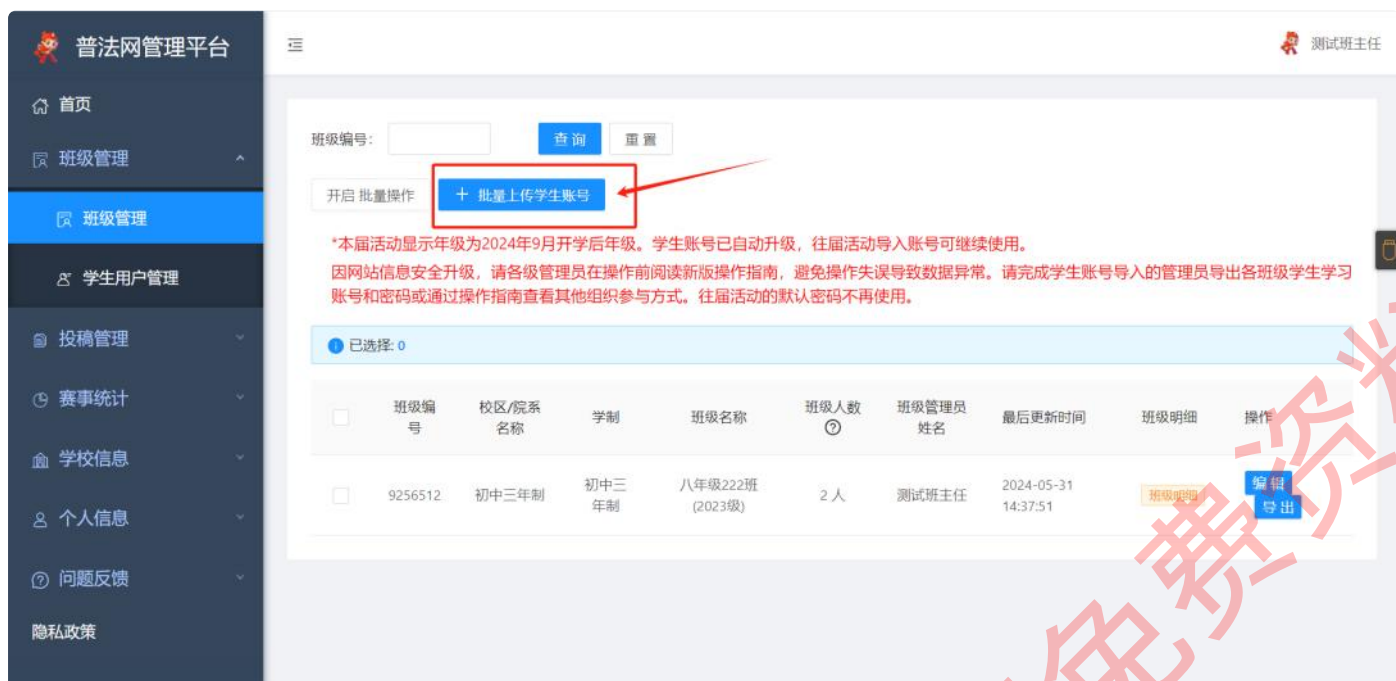 普法网管理平台
测试班主任
首页
班级管理
班级管理
学生用户管理
投稿管理
赛事统计
学校信息
个人信息
问题反馈
隐私政策
班级编号:
查 询
重 置
开启 批量操作
+ 批量上传学生账号
*本届活动显示年级为2024年9月开学后年级。学生账号已自动升级，往届活动导入账号可继续使用。
因网站信息安全升级，请各级管理员在操作前阅读新版操作指南，避免操作失误导致数据异常。请完成学生账号导入的管理员导出各班级学生学习
账号和密码或通过操作指南查看其他组织参与方式。往届活动的默认密码不再使用。
已选择: 0
班级编号 校区/院系名称 学制 班级名称 班级人数 班级管理员姓名 最后更新时间 班级明细 操作
9256512 初中三年制 初中三年制 八年级222班(2023级) 2 人 测试班主任 2024-05-31 14:37:51 班级明细 编 辑 导 出
免费资料